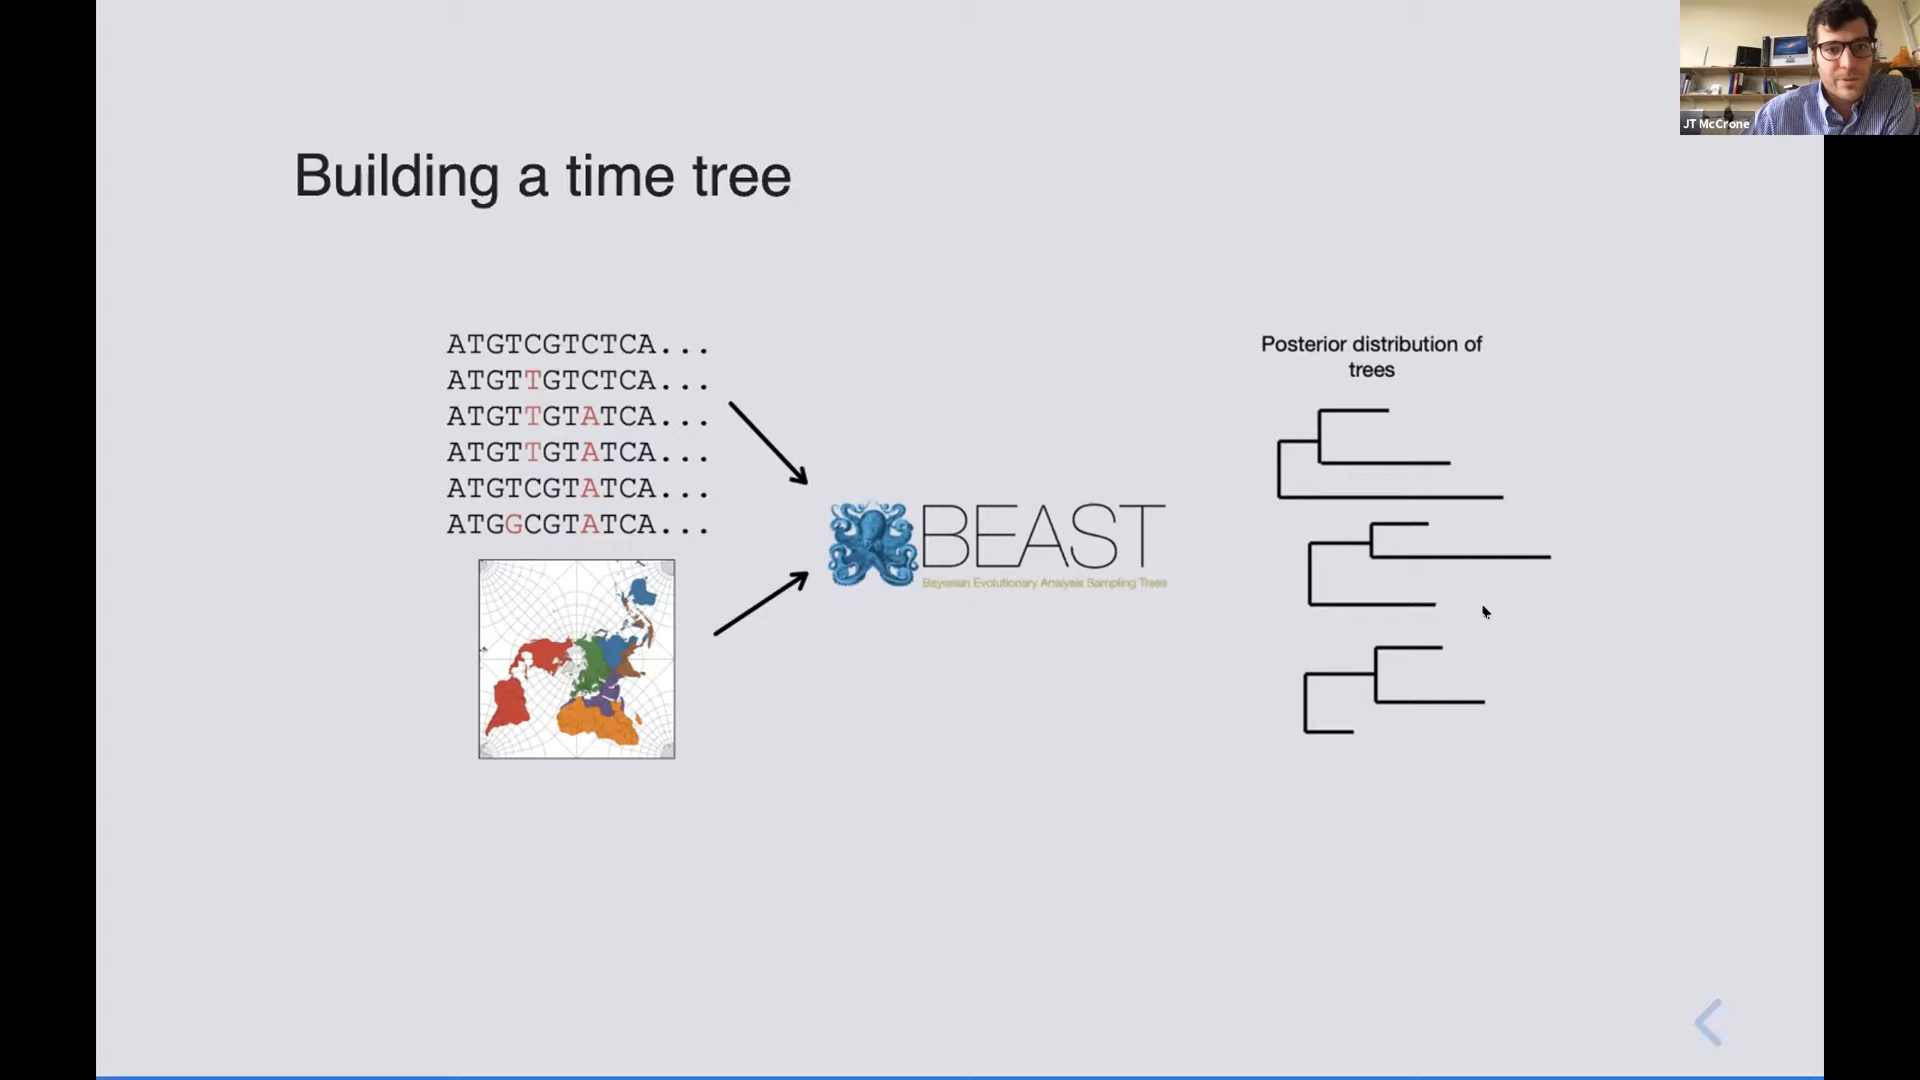 JT McCrone
Building a time tree
ATGTCGTCTCA...
ATGTTGTCTCA...
ATGTTGTATCA...
ATGTTGTATCA...
ATGTCGTATCA...
ATGGCGTATCA...
BEAST
Bayesian Evolutionary Analysis Sampling Trees
Posterior distribution of
trees